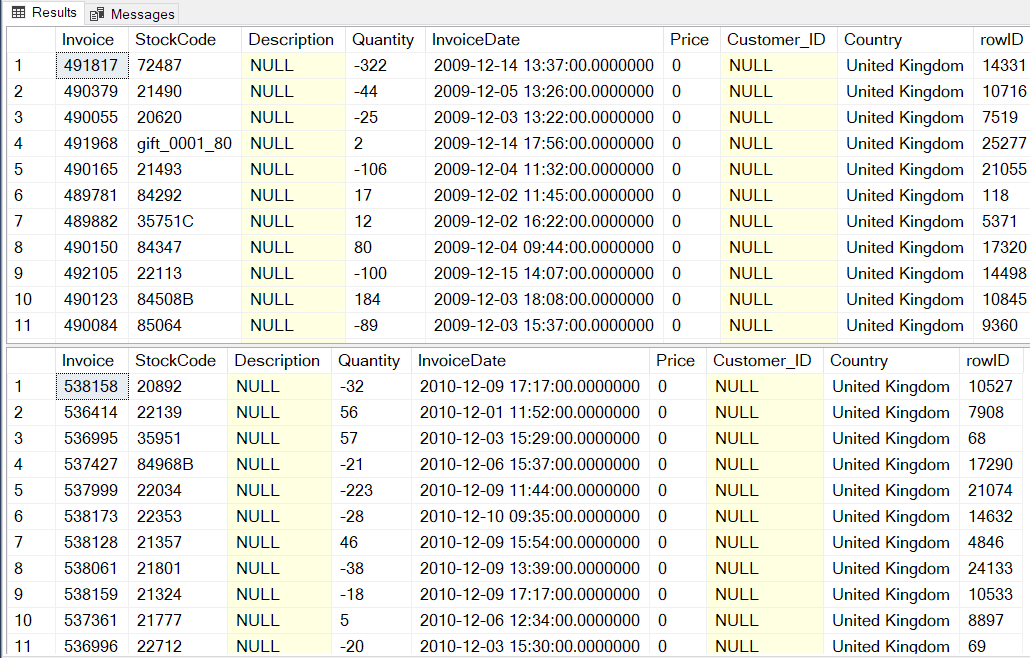 Results Messages
Invoice StockCode Description Quantity InvoiceDate Price Customer_ID Country rowID
1 491817 72487 NULL -322 2009-12-14 13:37:00.0000000 0 NULL United Kingdom 14331
2 490379 21490 NULL -44 2009-12-05 13:26:00.0000000 0 NULL United Kingdom 10716
3 490055 20620 NULL -25 2009-12-03 13:22:00.0000000 0 NULL United Kingdom 7519
4 491968 gift_0001_80 NULL 2 2009-12-14 17:56:00.0000000 0 NULL United Kingdom 25277
5 490165 21493 NULL -106 2009-12-04 11:32:00.0000000 0 NULL United Kingdom 21055
6 489781 84292 NULL 17 2009-12-02 11:45:00.0000000 0 NULL United Kingdom 118
7 489882 35751C NULL 12 2009-12-02 16:22:00.0000000 0 NULL United Kingdom 5371
8 490150 84347 NULL 80 2009-12-04 09:44:00.0000000 0 NULL United Kingdom 17320
9 492105 22113 NULL -100 2009-12-15 14:07:00.0000000 0 NULL United Kingdom 14498
10 490123 84508B NULL 184 2009-12-03 18:08:00.0000000 0 NULL United Kingdom 10845
11 490084 85064 NULL -89 2009-12-03 15:37:00.0000000 0 NULL United Kingdom 9360
Invoice StockCode Description Quantity InvoiceDate Price Customer_ID Country rowID
1 538158 20892 NULL -32 2010-12-09 17:17:00.0000000 0 NULL United Kingdom 10527
2 536414 22139 NULL 56 2010-12-01 11:52:00.0000000 0 NULL United Kingdom 7908
3 536995 35951 NULL 57 2010-12-03 15:29:00.0000000 0 NULL United Kingdom 68
4 537427 84968B NULL -21 2010-12-06 15:37:00.0000000 0 NULL United Kingdom 17290
5 537999 22034 NULL -223 2010-12-09 11:44:00.0000000 0 NULL United Kingdom 21074
6 538173 22353 NULL -28 2010-12-10 09:35:00.0000000 0 NULL United Kingdom 14632
7 538128 21357 NULL 46 2010-12-09 15:54:00.0000000 0 NULL United Kingdom 4846
8 538061 21801 NULL -38 2010-12-09 13:39:00.0000000 0 NULL United Kingdom 24133
9 538159 21324 NULL -18 2010-12-09 17:17:00.0000000 0 NULL United Kingdom 10533
10 537361 21777 NULL 5 2010-12-06 12:34:00.0000000 0 NULL United Kingdom 8897
11 536996 22712 NULL -20 2010-12-03 15:30:00.0000000 0 NULL United Kingdom 69